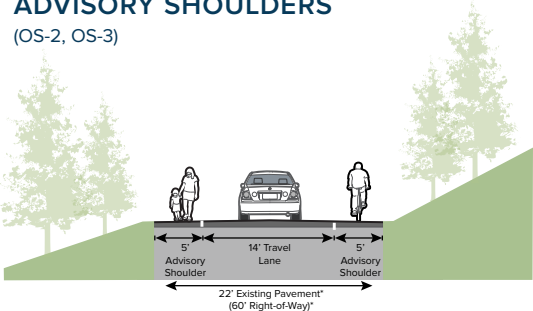 ADVISORY SHOULDERS
(OS-2, OS-3)
5’
Advisory
Shoulder
14’ Travel
Lane
5’
Advisory
Shoulder
22’ Existing Pavement*
(60’ Right-of-Way)*